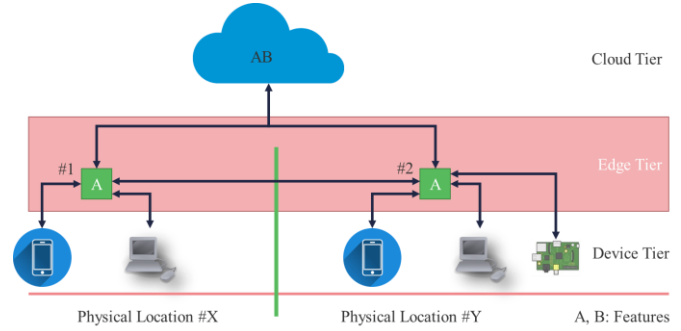 AB
Cloud Tier
#1
#2
Edge Tier
A
A
Device Tier
Physical Location #X
Physical Location #Y
A, B: Features